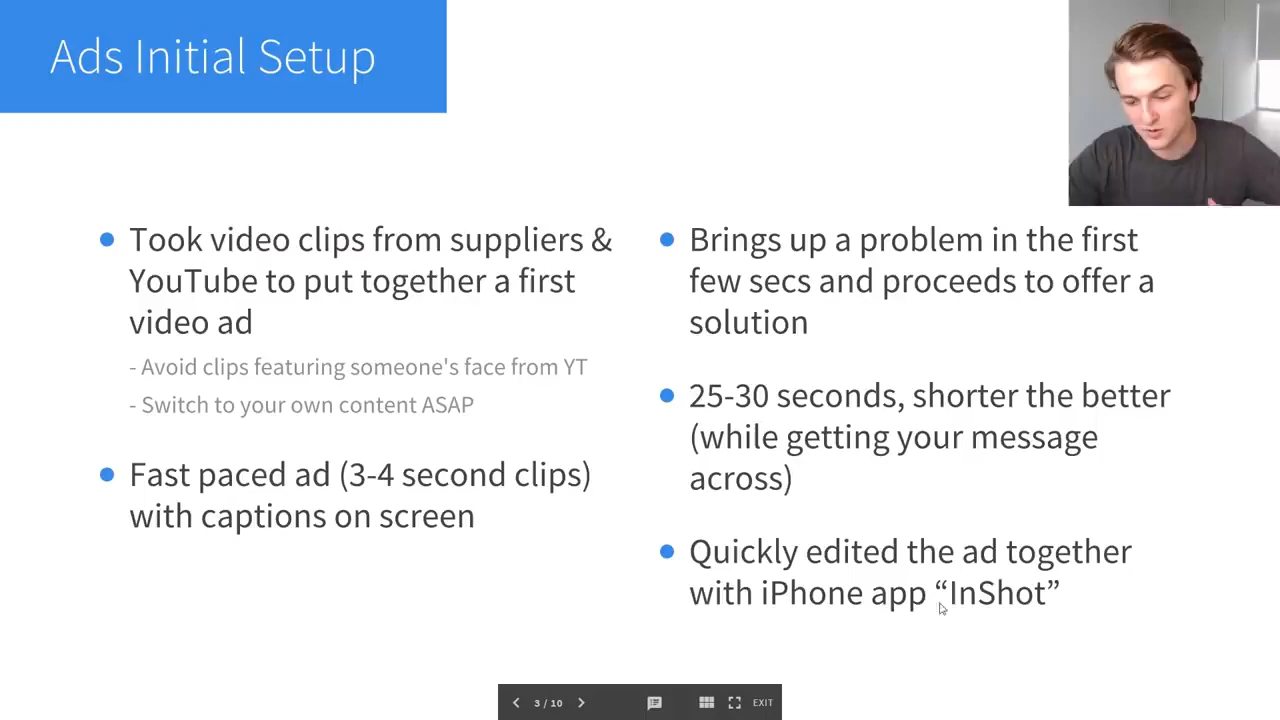 Ads Initial Setup
Took video clips from suppliers &
YouTube to put together a first
video ad
- Avoid clips featuring someone's face from YT
- Switch to your own content ASAP
Fast paced ad (3-4 second clips)
with captions on screen
Brings up a problem in the first
few secs and proceeds to offer a
solution
25-30 seconds, shorter the better
(while getting your message
across)
Quickly edited the ad together
with iPhone app “InShot”
3 / 10
EXIT